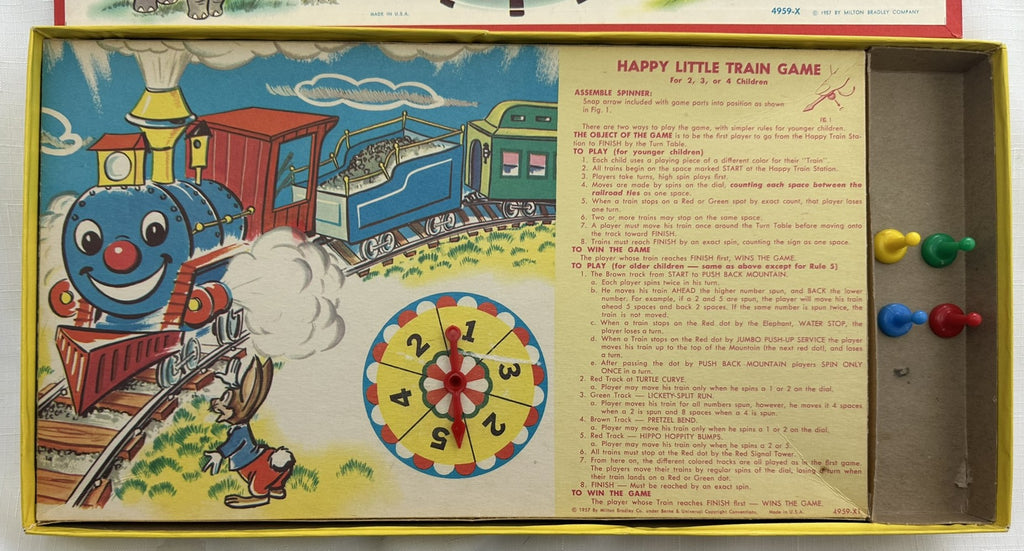 MADE IN U.S.A.
4959-X
© 1957 BY MILTON BRADLEY COMPANY
HAPPY LITTLE TRAIN GAME
For 2, 3, or 4 Children
ASSEMBLE SPINNER:
Snap arrow included with game parts into position as shown
in Fig. 1.
FIG. 1
There are two ways to play the game, with simpler rules for younger children.
THE OBJECT OF THE GAME is to be the first player to go from the Happy Train Sta-
tion to FINISH by the Turn Table.
TO PLAY (for younger children)
1. Each child uses a playing piece of a different color for their "Train".
2. All trains begin on the space marked START at the Happy Train Station.
3. Players take turns, high spin plays first.
4. Moves are made by spins on the dial, counting each space between the
railroad ties as one space.
5. When a train stops on a Red or Green spot by exact count, that player loses
one turn.
6. Two or more trains may stop on the same space.
7. A player must move his train once around the Turn Table before moving onto
the track toward FINISH.
8. Trains must reach FINISH by an exact spin, counting the sign as one space.
TO WIN THE GAME
The player whose train reaches FINISH first, WINS THE GAME.
TO PLAY (for older children — same as above except for Rule 5)
1. The Brown track from START to PUSH BACK MOUNTAIN.
a. Each player spins twice in his turn.
b. He moves his train AHEAD the higher number spun, and BACK the lower
number. For example, if a 2 and 5 are spun, the player will move his train
ahead 5 spaces and back 2 spaces. If the same number is spun twice, the
train is not moved.
c. When a train stops on the Red dot by the Elephant, WATER STOP, the
player loses a turn.
d. When a Train stops on the Red dot by JUMBO PUSH-UP SERVICE the player
moves his train up to the top of the Mountain (the next red dot), and loses
a turn.
e. After passing the dot by PUSH BACK MOUNTAIN players SPIN ONLY
ONCE in a turn.
2. Red Track at TURTLE CURVE.
a. Player may move his train only when he spins a 1 or 2 on the dial.
3. Green Track — LICKETY-SPLIT RUN.
a. Player moves his train for all numbers spun, however, he moves it 4 spaces
when a 2 is spun and 8 spaces when a 4 is spun.
4. Brown Track — PRETZEL BEND.
a. Player may move his train only when he spins a 1 or 2 on the dial.
5. Red Track — HIPPO HOPPITY BUMPS.
a. Player may move his train only when he spins a 2 or 5.
6. All trains must stop at the Red dot by the Red Signal Tower.
7. From here on, the different colored tracks are all played as in the first game.
The players move their trains by regular spins of the dial, losing a turn when
their train lands on a Red or Green dot.
8. FINISH — Must be reached by an exact spin.
TO WIN THE GAME
The player whose Train reaches FINISH first — WINS THE GAME.
© 1957 By Milton Bradley Co. under Berne & Universal Copyright Conventions. Made in U.S.A. 4959-X1
1
2
3
4
2
5